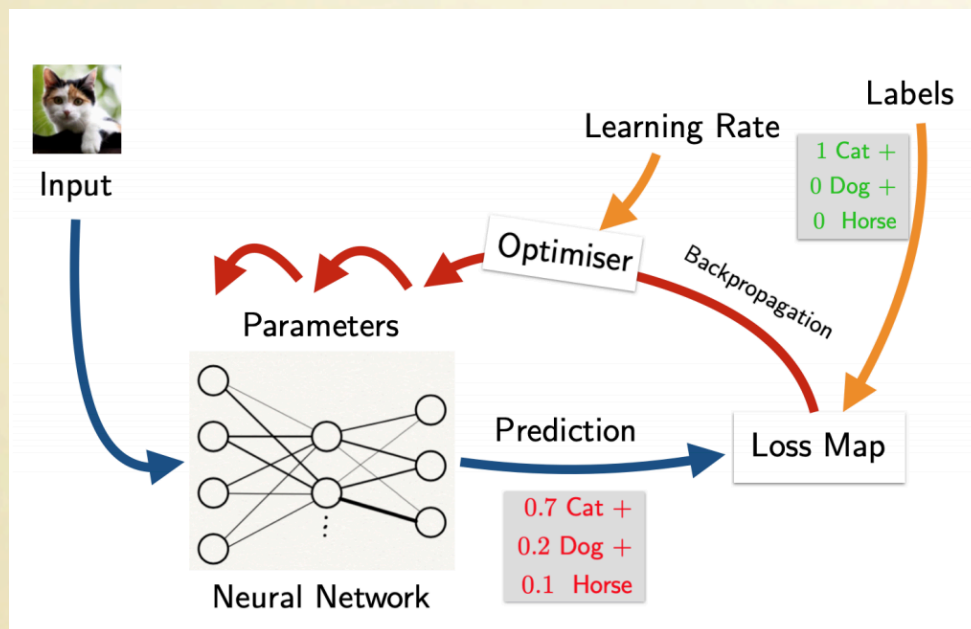 Labels
Learning Rate
1 Cat +
0 Dog +
0 Horse
Input
Optimiser
Backpropagation
Parameters
Prediction
Loss Map
0.7 Cat +
0.2 Dog +
0.1 Horse
Neural Network